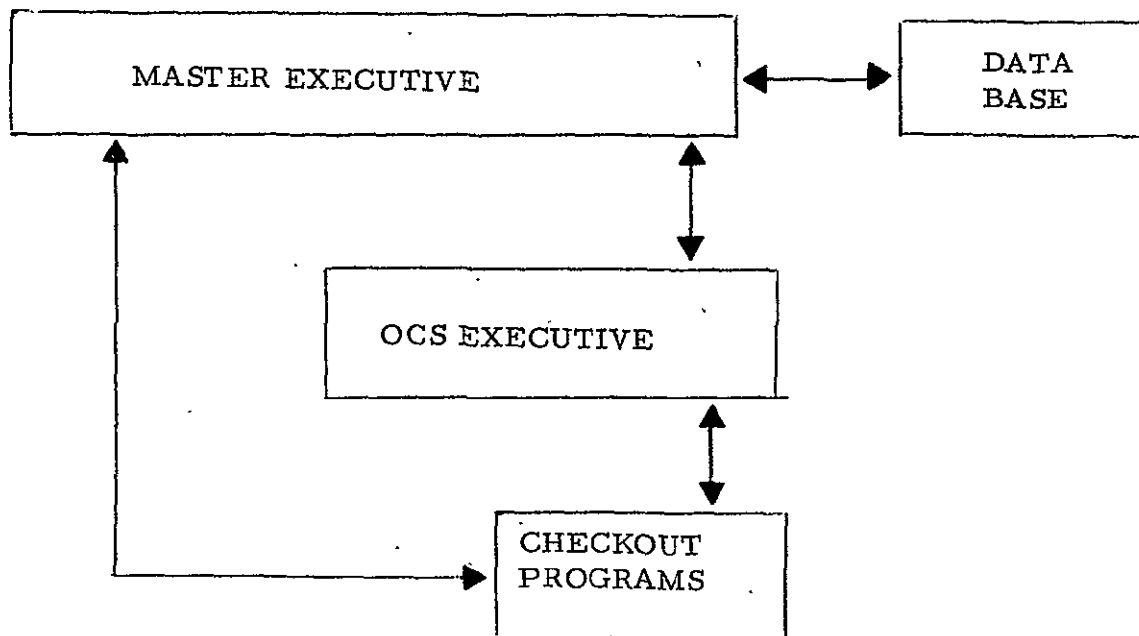 MASTER EXECUTIVE
DATA
BASE
OCS EXECUTIVE
CHECKOUT
PROGRAMS